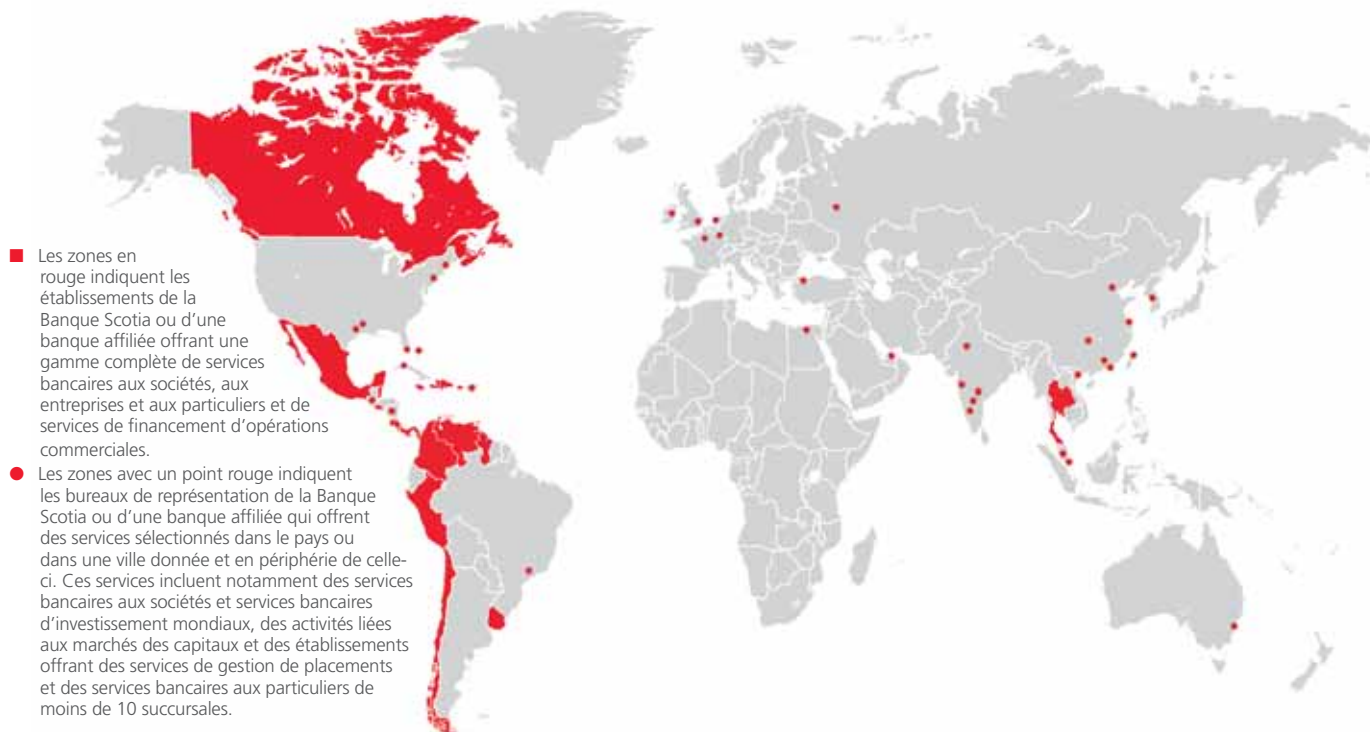 Les zones en
rouge indiquent les
établissements de la
Banque Scotia ou d’une
banque affiliée offrant une
gamme complète de services
bancaires aux sociétés, aux
entreprises et aux particuliers et de
services de financement d’opérations
commerciales.
Les zones avec un point rouge indiquent
les bureaux de représentation de la Banque
Scotia ou d’une banque affiliée qui offrent
des services sélectionnés dans le pays ou
dans une ville donnée et en périphérie de celle-
ci. Ces services incluent notamment des services
bancaires aux sociétés et services bancaires
d’investissement mondiaux, des activités liées
aux marchés des capitaux et des établissements
offrant des services de gestion de placements
et des services bancaires aux particuliers de
moins de 10 succursales.